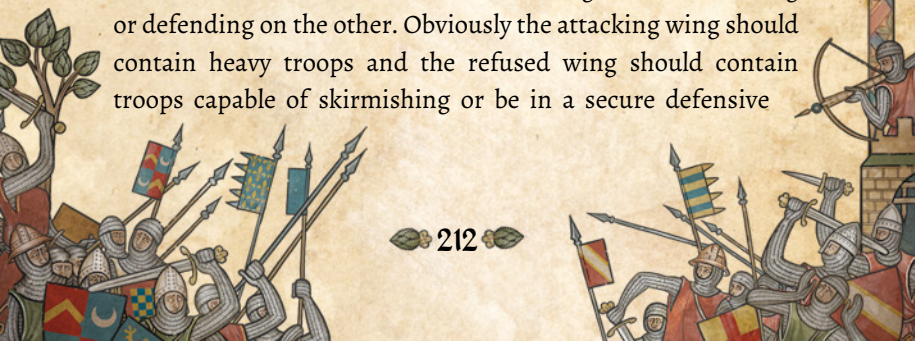 or defending on the other. Obviously the attacking wing should
contain heavy troops and the refused wing should contain
troops capable of skirmishing or be in a secure defensive
212